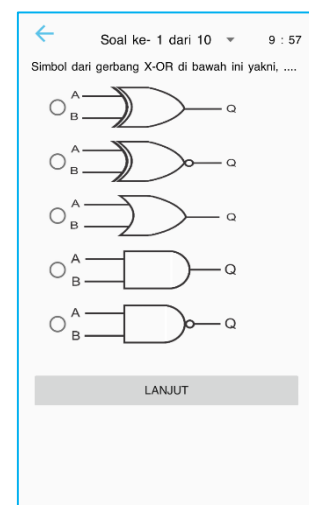 Soal ke- 1 dari 10 9 : 57
Simbol dari gerbang X-OR di bawah ini yakni, ....
A
B
Q
A
B
Q
A
B
Q
A
B
Q
A
B
Q
LANJUT